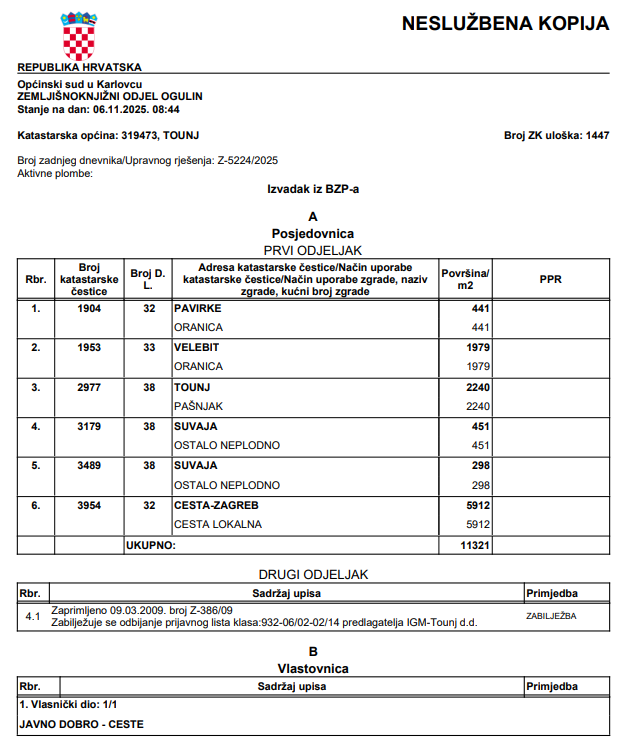 NESLUŽBENA KOPIJA
REPUBLIKA HRVATSKA
Općinski sud u Karlovcu
ZEMLJIŠNOKNJIŽNI ODJEL OGULIN
Stanje na dan: 06.11.2025. 08:44
Katastarska općina: 319473, TOUNJ Broj ZK uloška: 1447
Broj zadnjeg dnevnika/Upravnog rješenja: Z-5224/2025
Aktivne plombe:
Izvadak iz BZP-a
A
Posjedovnica
PRVI ODJELJAK
Rbr. Broj katastarske čestice Broj D. L. Adresa katastarske čestice/Način uporabe katastarske čestice/Način uporabe zgrade, naziv zgrade, kućni broj zgrade Površina/ m2 PPR
1. 1904 32 PAVIRKE 441
ORANICA 441
2. 1953 33 VELEBIT 1979
ORANICA 1979
3. 2977 38 TOUNJ 2240
PAŠNJAK 2240
4. 3179 38 SUVAJA 451
OSTALO NEPLODNO 451
5. 3489 38 SUVAJA 298
OSTALO NEPLODNO 298
6. 3954 32 CESTA-ZAGREB 5912
CESTA LOKALNA 5912
UKUPNO: 11321
DRUGI ODJELJAK
Rbr. Sadržaj upisa Primjedba
4.1 Zaprimljeno 09.03.2009. broj Z-386/09 ZABILJEŽBA
Zabilježuje se odbijanje prijavnog lista klasa:932-06/02-02/14 predlagatelja IGM-Tounj d.d.
B
Vlastovnica
Rbr. Sadržaj upisa Primjedba
1. Vlasnički dio: 1/1
JAVNO DOBRO - CESTE